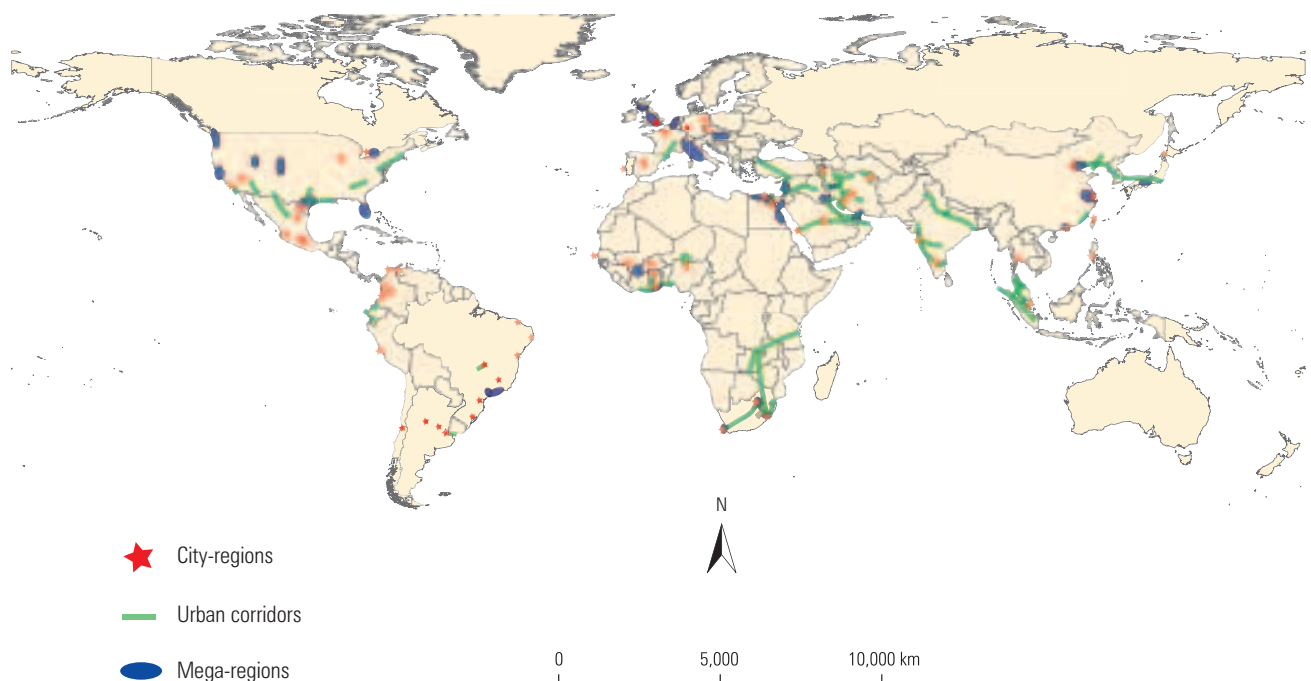 N
City-regions
Urban corridors
Mega-regions
0 5,000 10,000 km